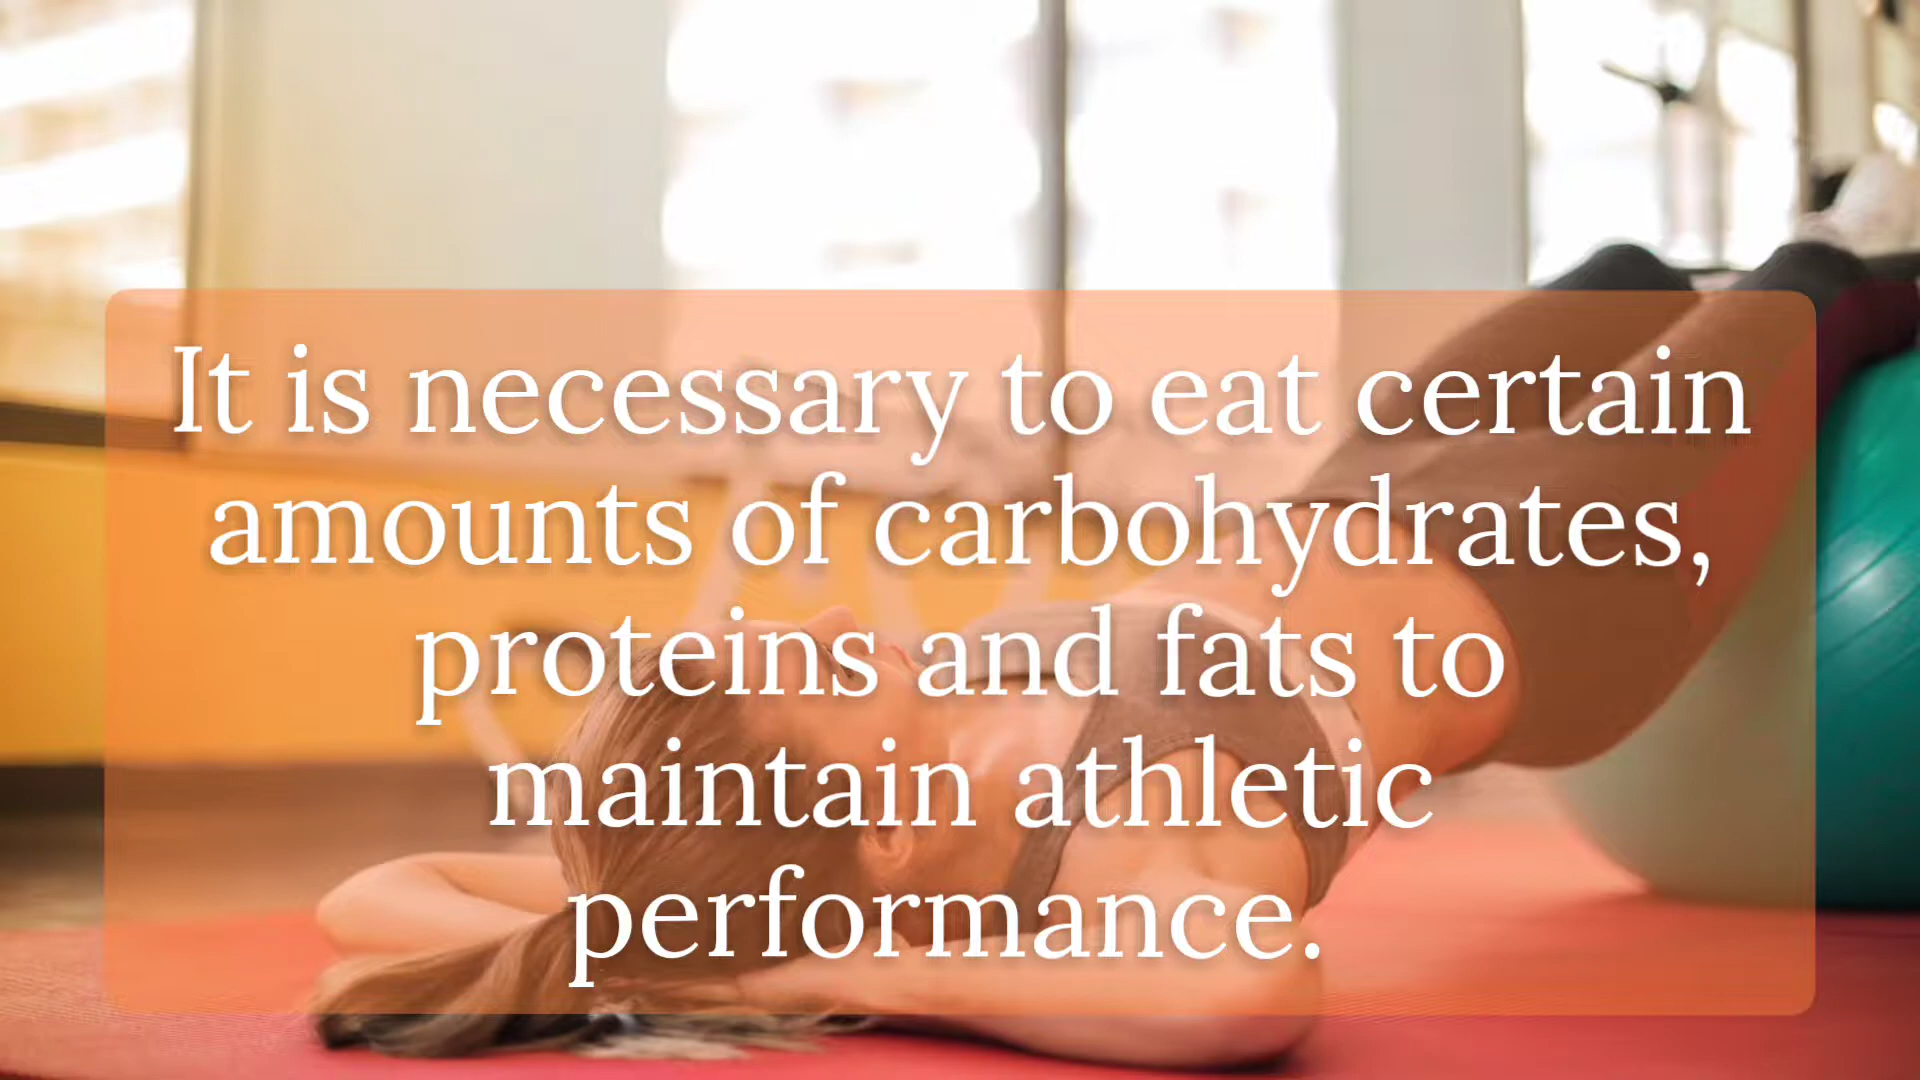 It is necessary to eat certain
amounts of carbohydrates,
proteins and fats to
maintain athletic
performance.